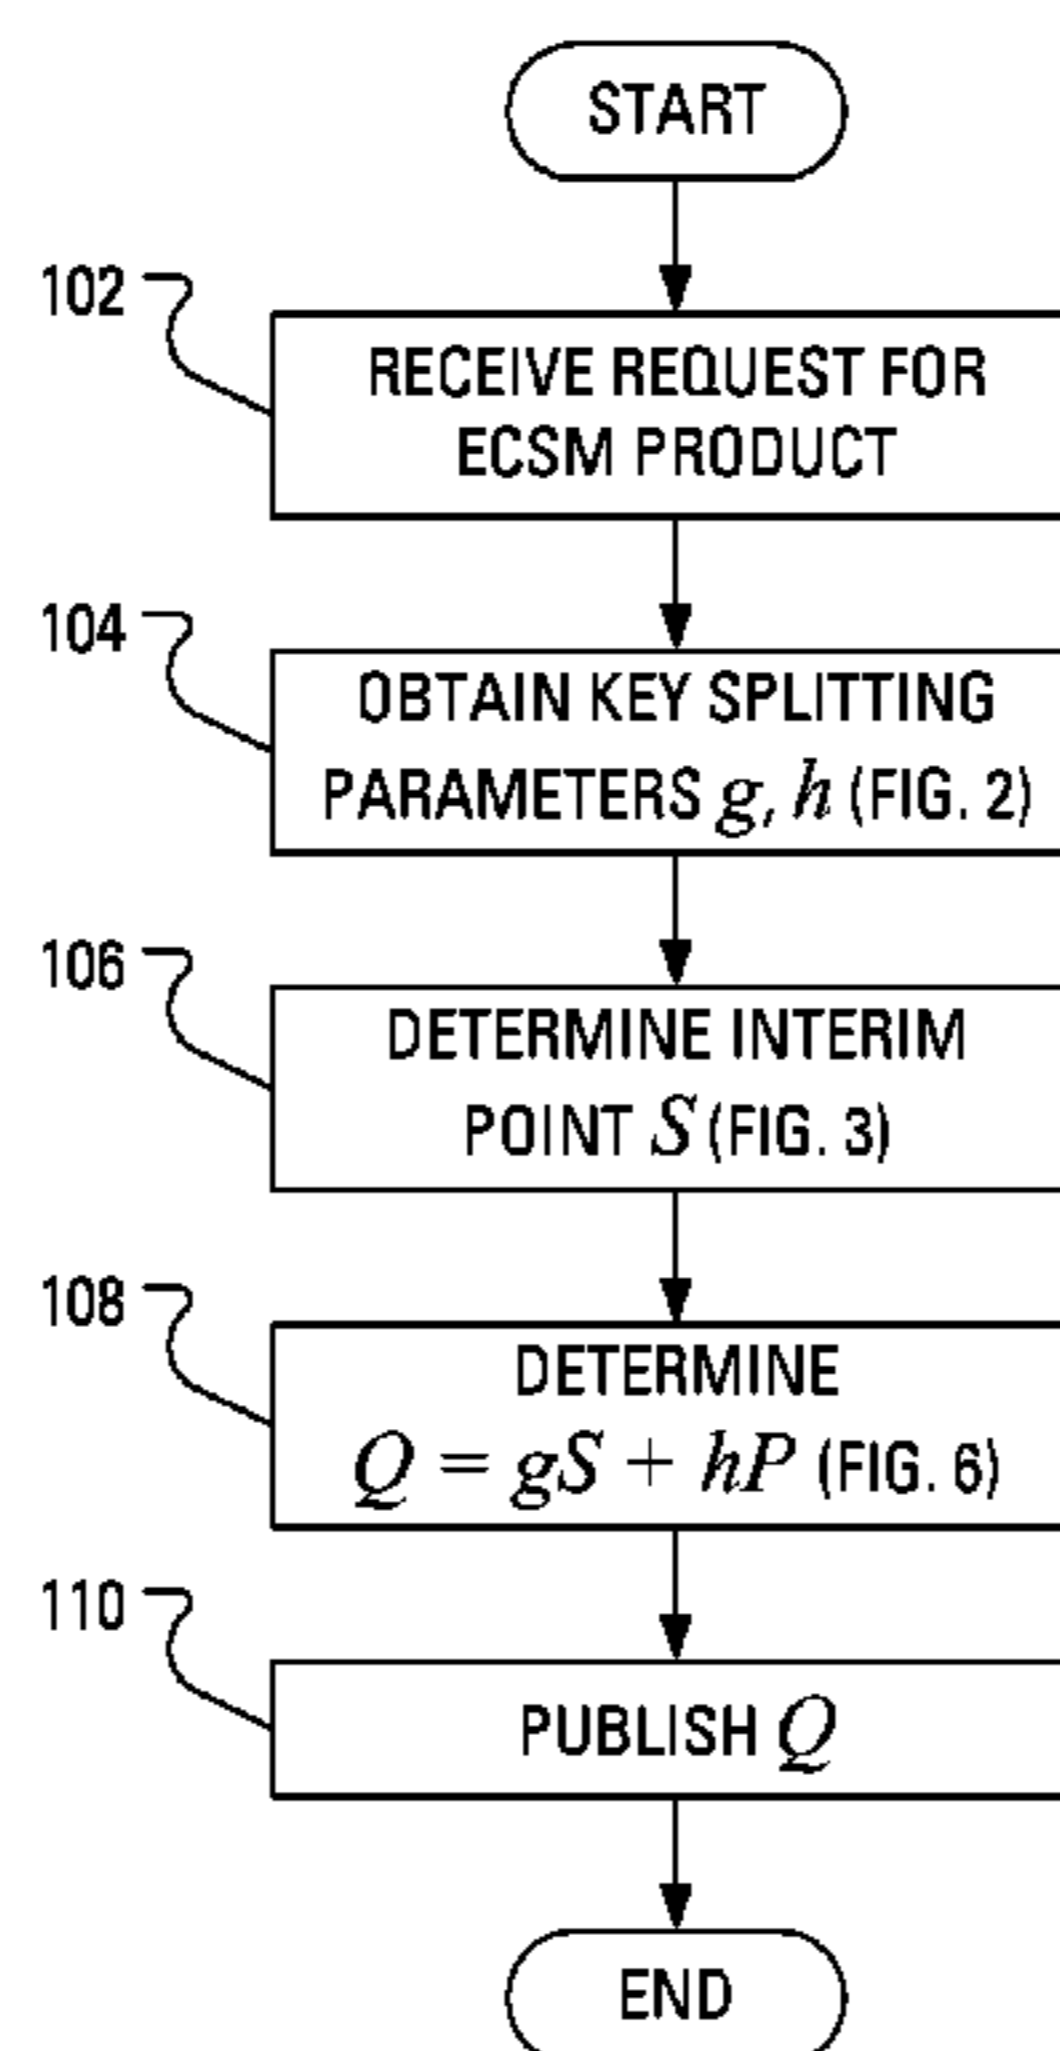 START
102
RECEIVE REQUEST FOR
ECSM PRODUCT
104
OBTAIN KEY SPLITTING
PARAMETERS g, h (FIG. 2)
106
DETERMINE INTERIM
POINT S (FIG. 3)
108
DETERMINE
Q = gS + hP (FIG. 6)
110
PUBLISH Q
END